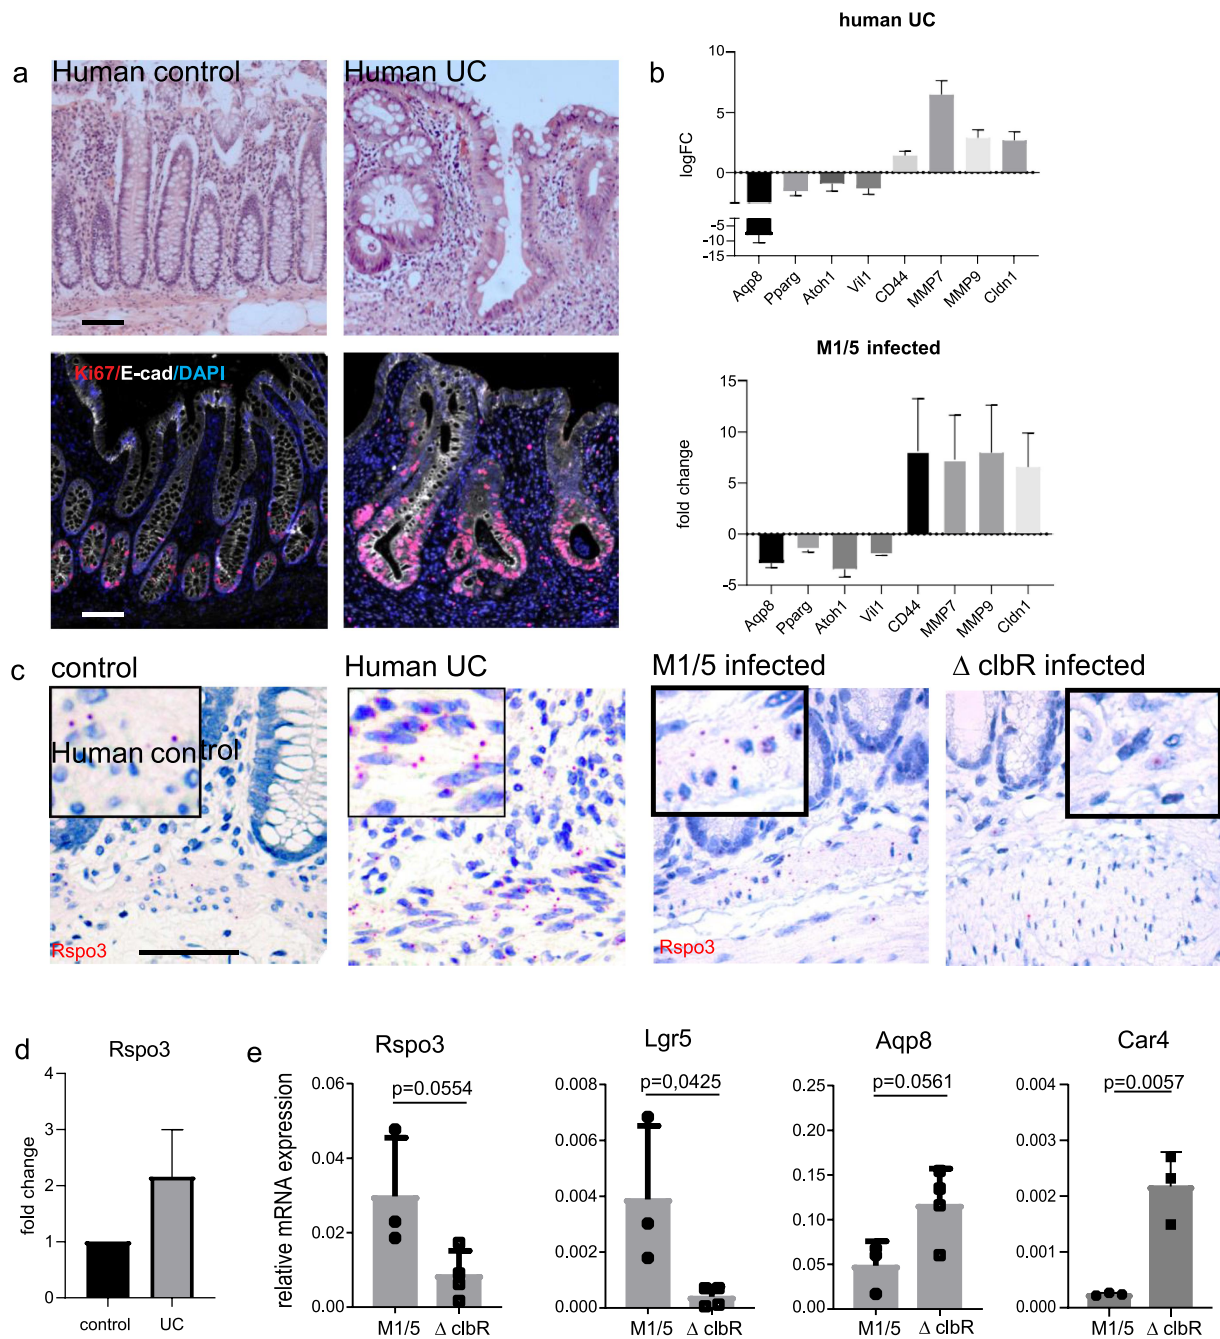 a
Human control
Human UC
Ki67/E-cad/DAPI
b
human UC
logFC
10
5
0
-5
-10
-15
Aqp8
Pparg
Atoh1
Vil1
CD44
MMP7
MMP9
Cldn1
M1/5 infected
fold change
15
10
5
0
-5
Aqp8
Pparg
Atoh1
Vil1
CD44
MMP7
MMP9
Cldn1
c
control
Human UC
M1/5 infected
Δ clbR infected
Human control
Rspo3
Rspo3
d
Rspo3
fold change
4
3
2
1
0
control
UC
e
relative mRNA expression
Rspo3
p=0.0554
0.06
0.04
0.02
0.00
M1/5
Δ clbR
Lgr5
p=0,0425
0.008
0.006
0.004
0.002
0.000
M1/5
Δ clbR
Aqp8
p=0.0561
0.25
0.20
0.15
0.10
0.05
0.00
M1/5
Δ clbR
Car4
p=0.0057
0.004
0.003
0.002
0.001
0.000
M1/5
Δ clbR